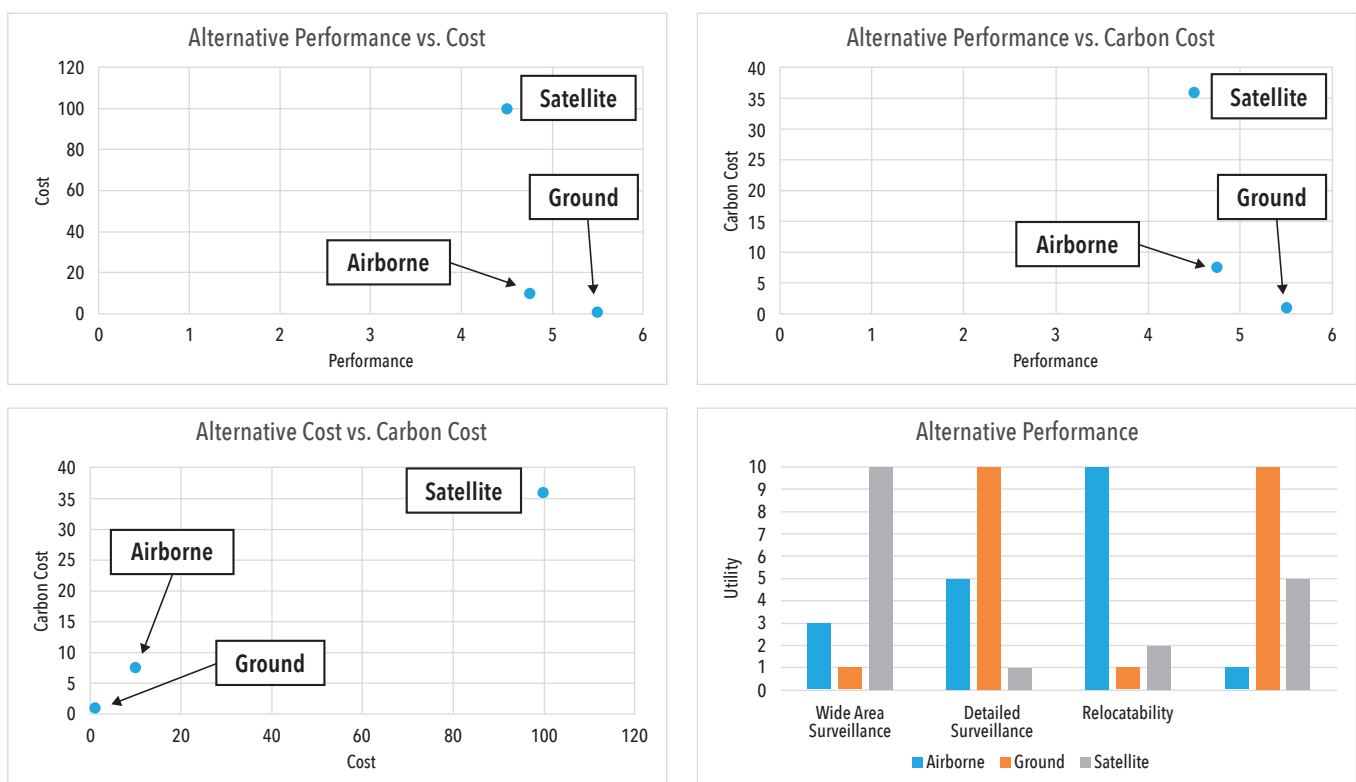 Alternative Performance vs. Cost
120
100
80
60
40
20
0
Cost
Satellite
Ground
Airborne
0 1 2 3 4 5 6
Performance
Alternative Performance vs. Carbon Cost
40
35
30
25
20
15
10
5
0
Carbon Cost
Satellite
Ground
Airborne
0 1 2 3 4 5 6
Performance
Alternative Cost vs. Carbon Cost
40
35
30
25
20
15
10
5
0
Carbon Cost
Satellite
Airborne
Ground
0 20 40 60 80 100 120
Cost
Alternative Performance
10
9
8
7
6
5
4
3
2
1
0
Utility
Wide Area Detailed Relocatability
Surveillance Surveillance
Airborne Ground Satellite